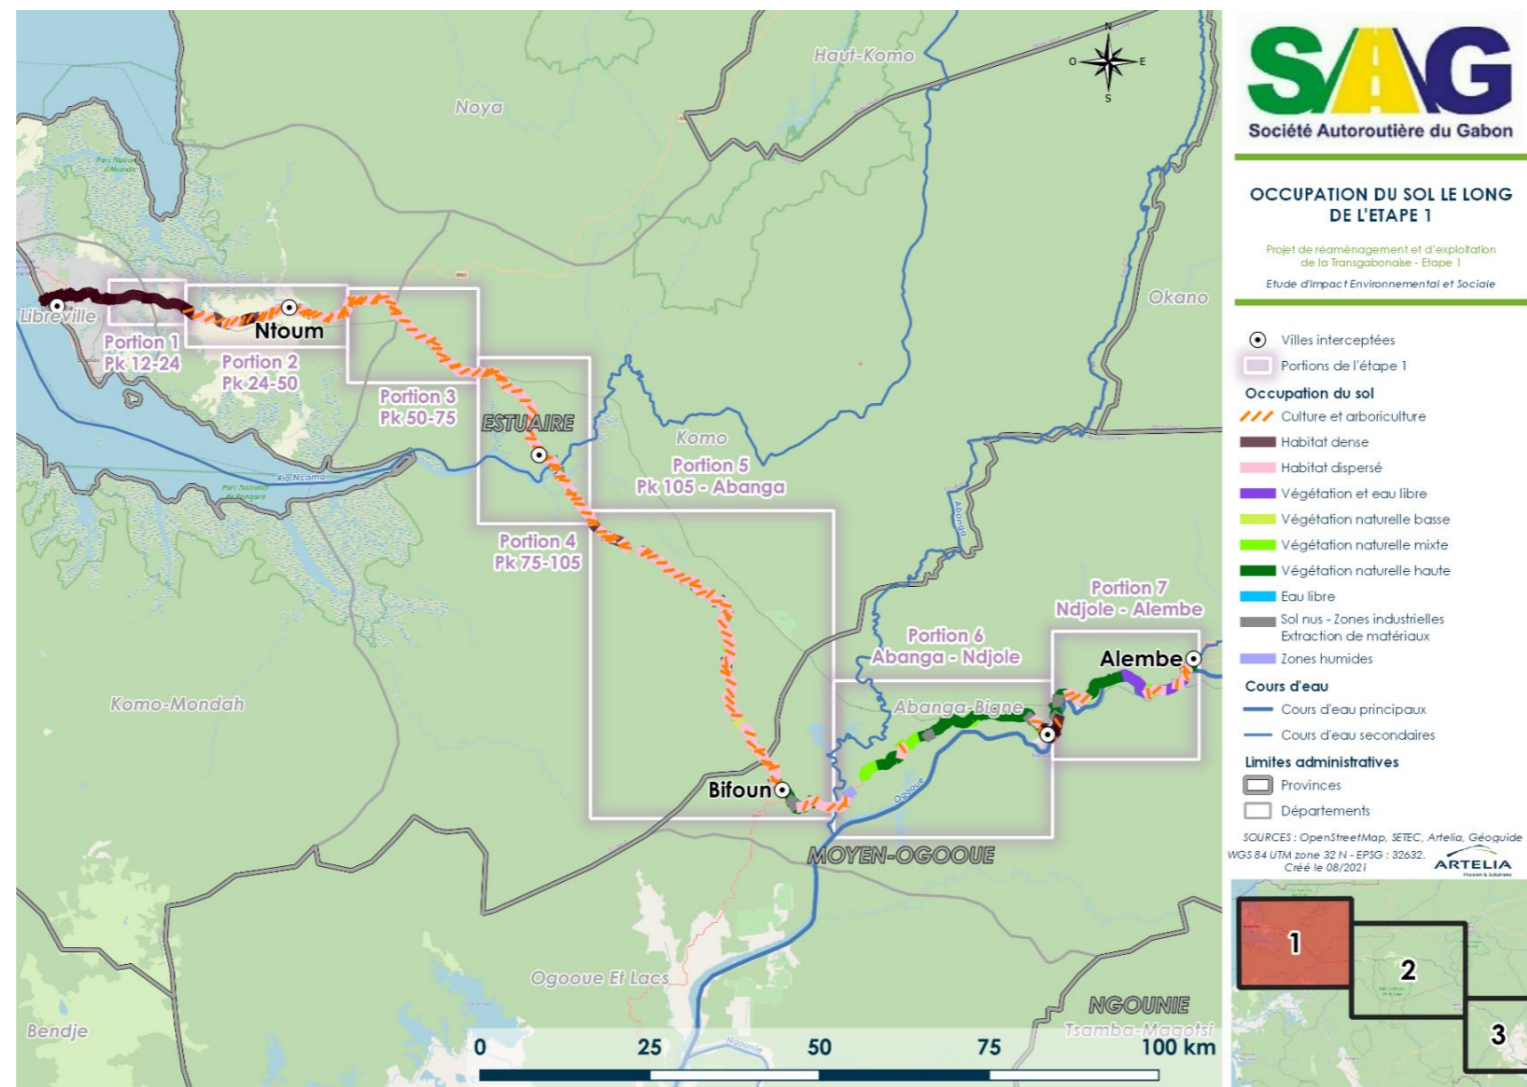 Haut-Komo
Noya
N
O
E
S
Okano
Libreville
Ntoum
Portion 1
Pk 12-24
Portion 2
Pk 24-50
Portion 3
Pk 50-75
ESTUAIRE
Komo
Portion 5
Pk 105 - Abanga
Portion 4
Pk 75-105
Rio Ncomo
Abanga
Portion 7
Ndjole - Alembe
Portion 6
Abanga - Ndjole
Alembe
Komo-Mondah
Abanga-Bigne
Bifoun
Ogooue
MOYEN-OGOOUE
Ogooue Et Lacs
Bendje
NGOUNIE
Tsamba-Magotsi
Ngounie
0
25
50
75
100 km
SAG
Société Autoroutière du Gabon
OCCUPATION DU SOL LE LONG
DE L'ETAPE 1
Projet de réaménagement et d'exploitation
de la Transgabonaise - Etape 1
Etude d'Impact Environnemental et Sociale
Villes interceptées
Portions de l'étape 1
Occupation du sol
Culture et arboriculture
Habitat dense
Habitat dispersé
Végétation et eau libre
Végétation naturelle basse
Végétation naturelle mixte
Végétation naturelle haute
Eau libre
Sol nus - Zones industrielles
Extraction de matériaux
Zones humides
Cours d'eau
Cours d'eau principaux
Cours d'eau secondaires
Limites administratives
Provinces
Départements
SOURCES : OpenStreetMap, SETEC, Artelia, Géoguide
WGS 84 UTM zone 32 N - EPSG : 32632.
Créé le 08/2021
ARTELIA
1
2
3